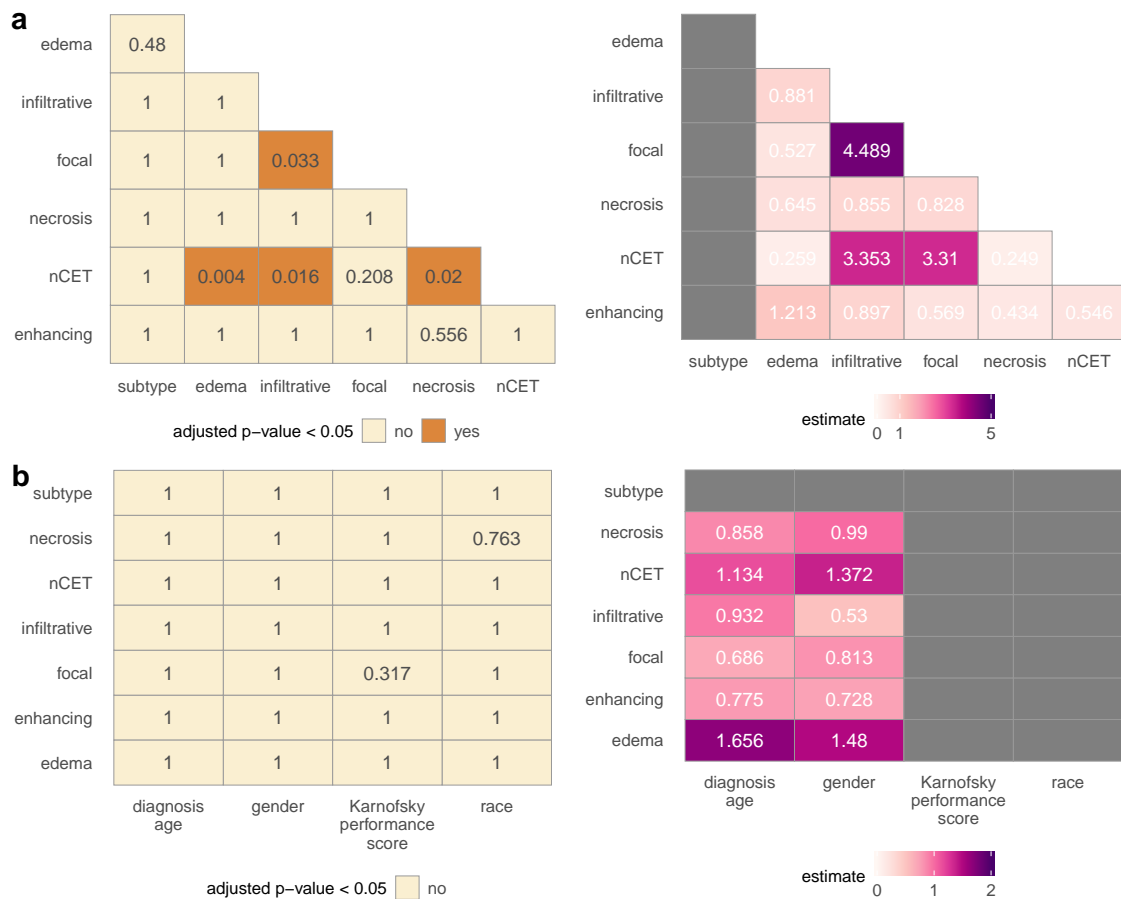 a
edema 0.48
infiltrative 1 1
focal 1 1 0.033
necrosis 1 1 1 1
nCET 1 0.004 0.016 0.208 0.02
enhancing 1 1 1 1 0.556 1
subtype edema infiltrative focal necrosis nCET
adjusted p−value < 0.05 no yes
edema
infiltrative 0.881
focal 0.527 4.489
necrosis 0.645 0.855 0.828
nCET 0.259 3.353 3.31 0.249
enhancing 1.213 0.897 0.569 0.434 0.546
subtype edema infiltrative focal necrosis nCET
estimate
0 1 5
b
subtype 1 1 1 1
necrosis 1 1 1 0.763
nCET 1 1 1 1
infiltrative 1 1 1 1
focal 1 1 0.317 1
enhancing 1 1 1 1
edema 1 1 1 1
diagnosis gender Karnofsky race
age performance
score
adjusted p−value < 0.05 no
subtype
necrosis 0.858 0.99
nCET 1.134 1.372
infiltrative 0.932 0.53
focal 0.686 0.813
enhancing 0.775 0.728
edema 1.656 1.48
diagnosis gender Karnofsky race
age performance
score
estimate
0 1 2